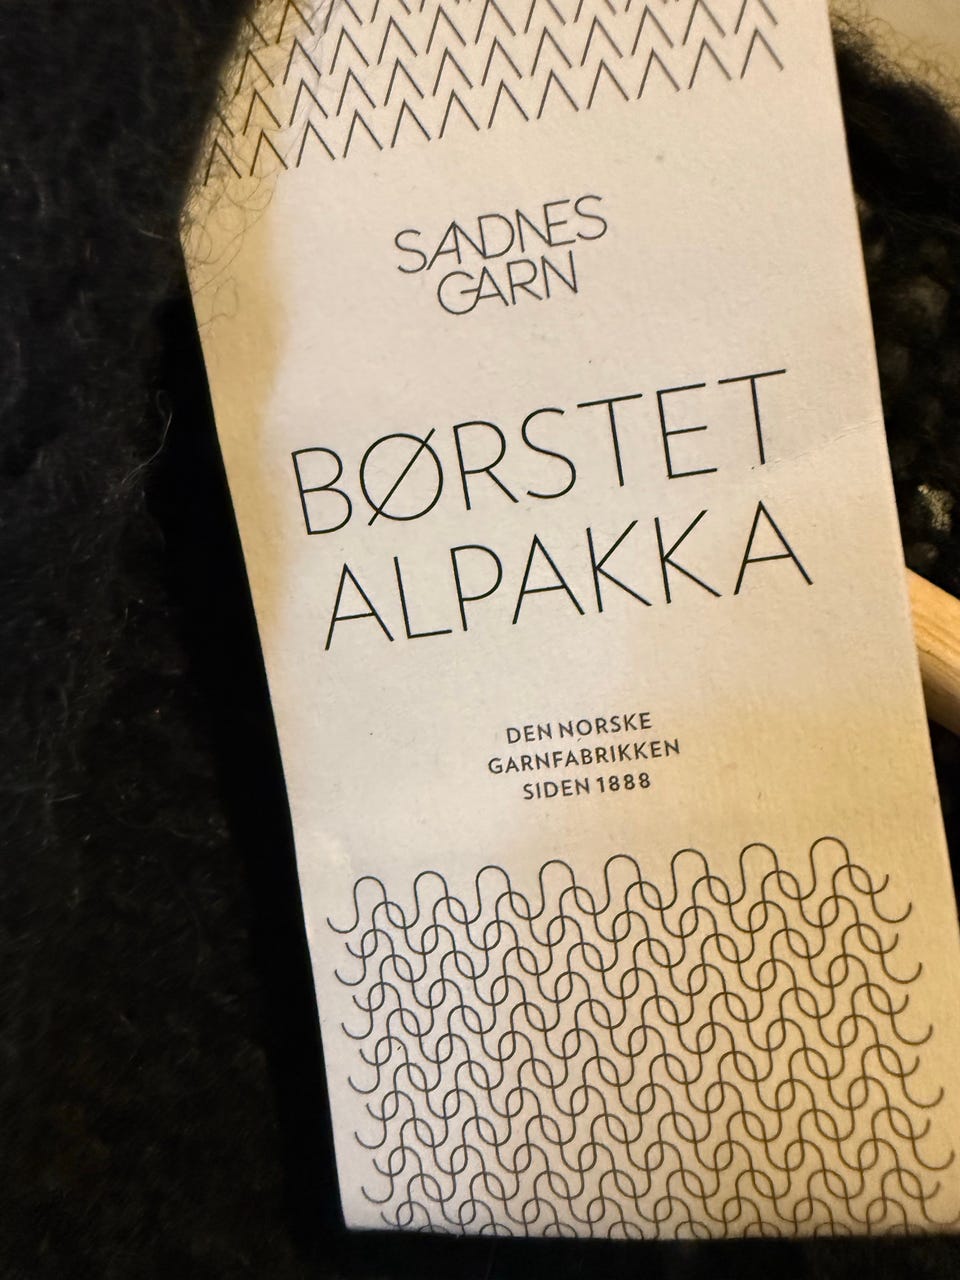 SANDNES
GARN
BØRSTET
ALPAKKA
DEN NORSKE
GARNFABRIKKEN
SIDEN 1888